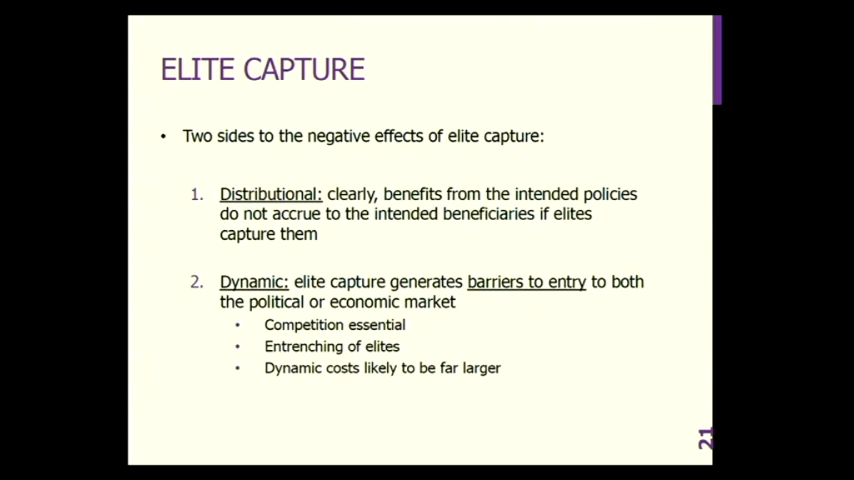 ELITE CAPTURE
• Two sides to the negative effects of elite capture:
1. Distributional: clearly, benefits from the intended policies
do not accrue to the intended beneficiaries if elites
capture them
2. Dynamic: elite capture generates barriers to entry to both
the political or economic market
• Competition essential
• Entrenching of elites
• Dynamic costs likely to be far larger
21